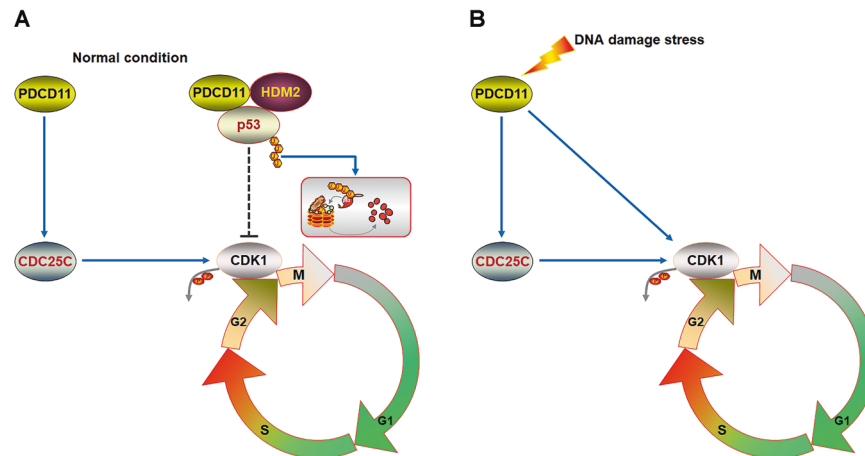 A
Normal condition
PDCD11
PDCD11
HDM2
p53
CDC25C
CDK1
M
G2
S
G1
B
DNA damage stress
PDCD11
CDC25C
CDK1
M
G2
S
G1